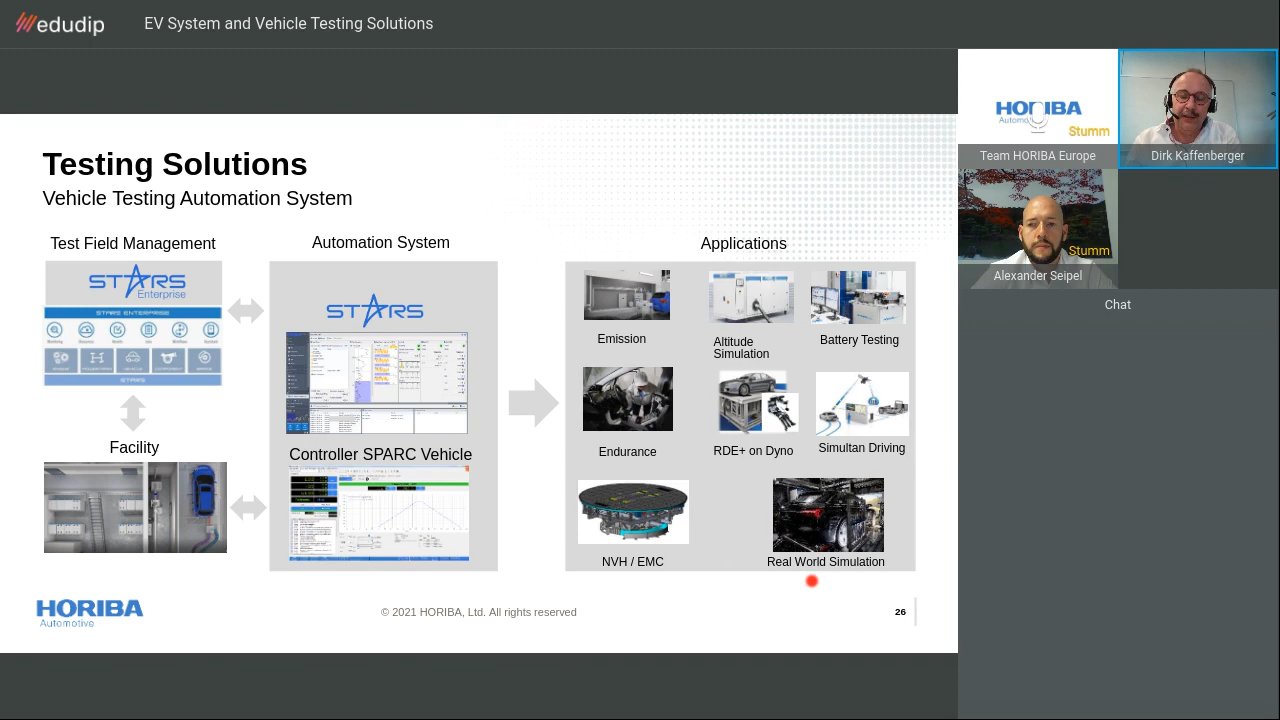 edudip
EV System and Vehicle Testing Solutions
Testing Solutions
Vehicle Testing Automation System
Test Field Management
Automation System
Applications
STARS
Enterprise
STARS ENTERPRISE
STARS
Facility
STARS
Controller SPARC Vehicle
Emission
Altitude
Simulation
Battery Testing
Endurance
RDE+ on Dyno
Simultan Driving
NVH / EMC
Real World Simulation
HORIBA
Automotive
© 2021 HORIBA, Ltd. All rights reserved
26
HORIBA
Stumm
Team HORIBA Europe
Dirk Kaffenberger
Stumm
Alexander Seipel
Chat